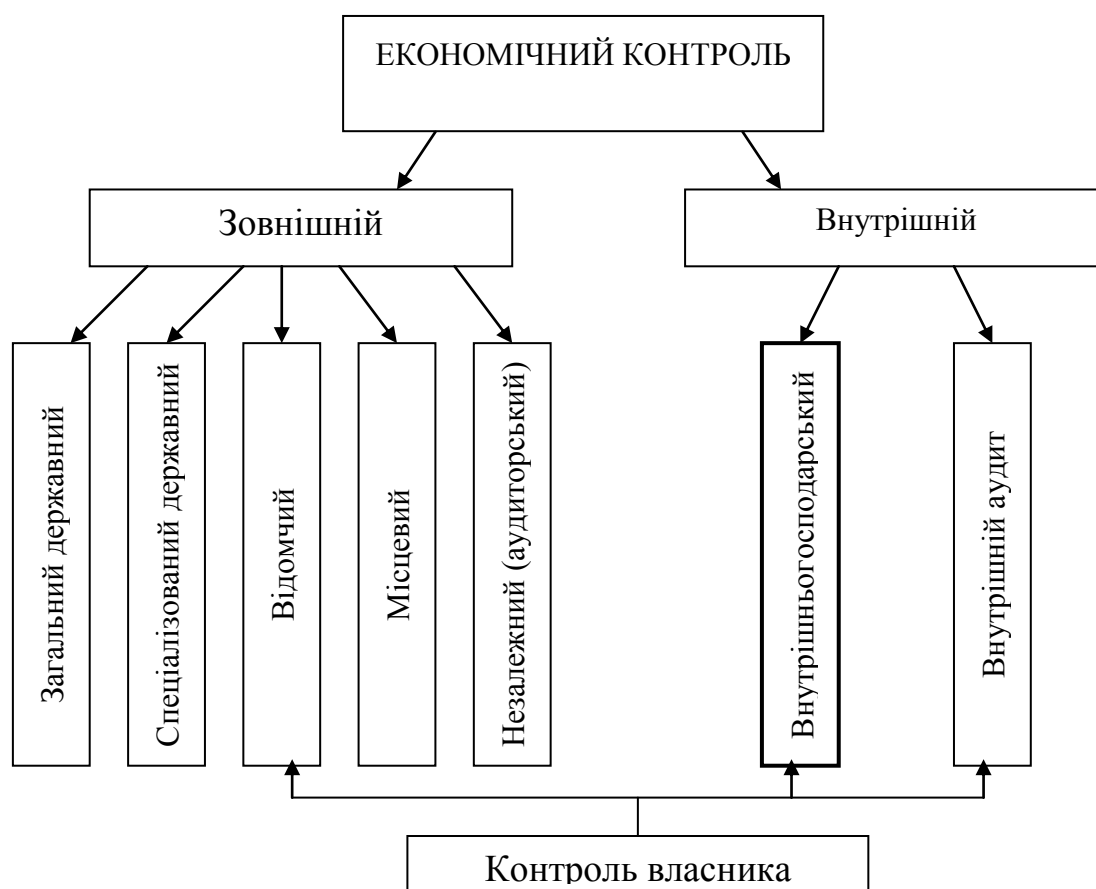 ЕКОНОМІЧНИЙ КОНТРОЛЬ
Зовнішній
Внутрішній
Загальний державний
Спеціалізований державний
Відомчий
Місцевий
Незалежний (аудиторський)
Внутрішньогосподарський
Внутрішній аудит
Контроль власника